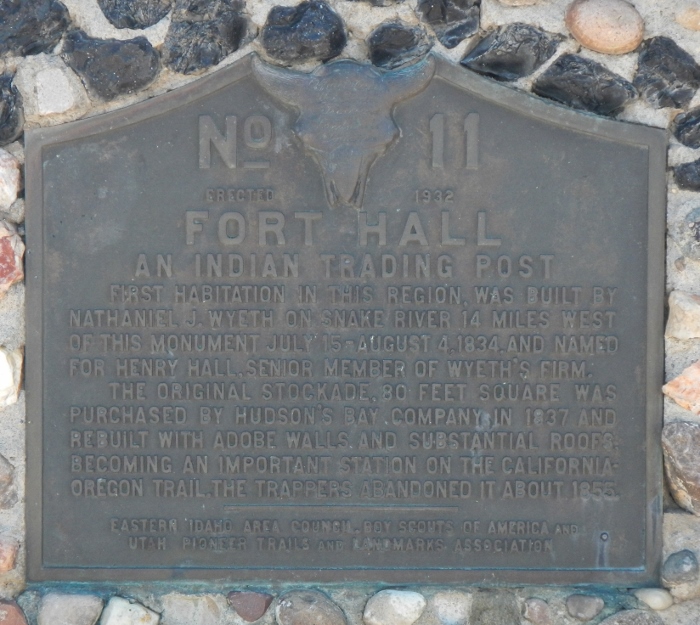 No 11
ERECTED 1932
FORT HALL
AN INDIAN TRADING POST
FIRST HABITATION IN THIS REGION, WAS BUILT BY
NATHANIEL J. WYETH ON SNAKE RIVER 14 MILES WEST
OF THIS MONUMENT JULY 15-AUGUST 4, 1834, AND NAMED
FOR HENRY HALL, SENIOR MEMBER OF WYETH'S FIRM.
THE ORIGINAL STOCKADE, 80 FEET SQUARE WAS
PURCHASED BY HUDSON'S BAY COMPANY IN 1837 AND
REBUILT WITH ADOBE WALLS, AND SUBSTANTIAL ROOFS,
BECOMING AN IMPORTANT STATION ON THE CALIFORNIA-
OREGON TRAIL. THE TRAPPERS ABANDONED IT ABOUT 1855.
EASTERN IDAHO AREA COUNCIL, BOY SCOUTS OF AMERICA AND
UTAH PIONEER TRAILS AND LANDMARKS ASSOCIATION